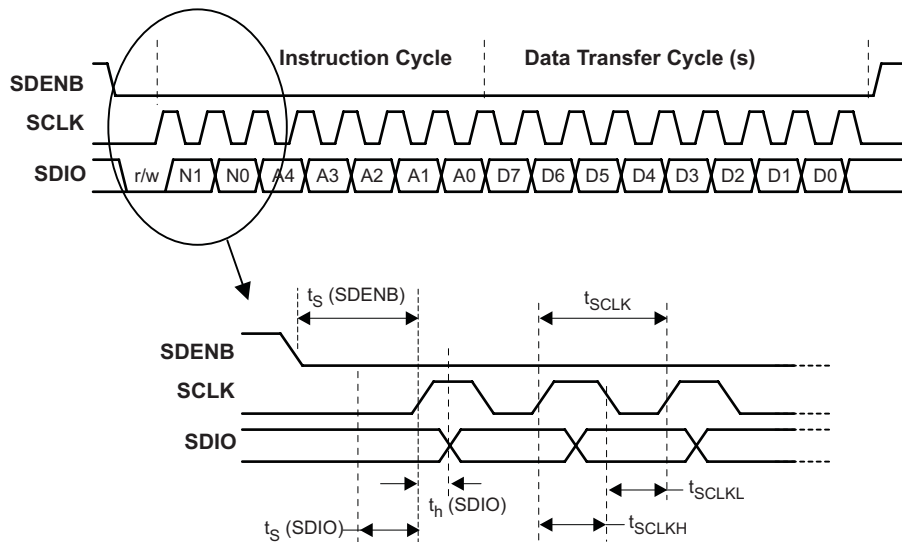 Instruction Cycle Data Transfer Cycle (s)
SDENB
SCLK
SDIO r/w N1 N0 A4 A3 A2 A1 A0 D7 D6 D5 D4 D3 D2 D1 D0
tS (SDENB) tSCLK
SDENB
SCLK
SDIO
th (SDIO) tSCLKL
tS (SDIO) tSCLKH